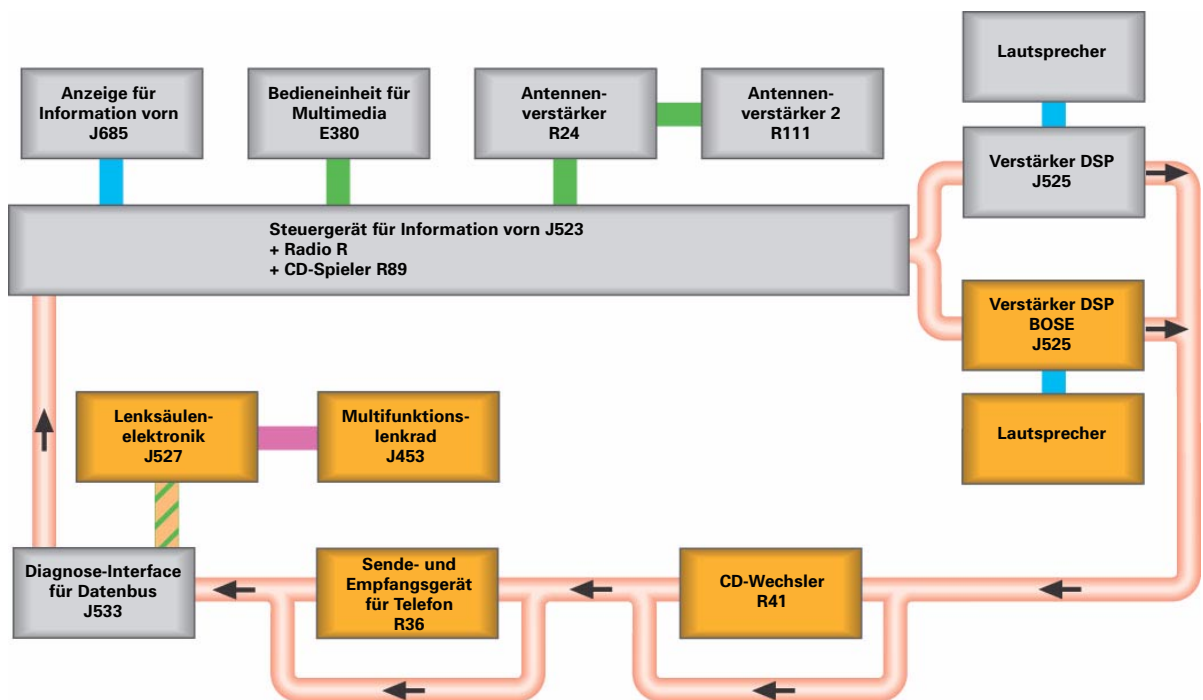 Anzeige für
Information vorn
J685
Bedieneinheit für
Multimedia
E380
Antennen-
verstärker
R24
Antennen-
verstärker 2
R111
Lautsprecher
Verstärker DSP
J525
Steuergerät für Information vorn J523
+ Radio R
+ CD-Spieler R89
Verstärker DSP
BOSE
J525
Lautsprecher
Lenksäulen-
elektronik
J527
Multifunktions-
lenkrad
J453
Diagnose-Interface
für Datenbus
J533
Sende- und
Empfangsgerät
für Telefon
R36
CD-Wechsler
R41